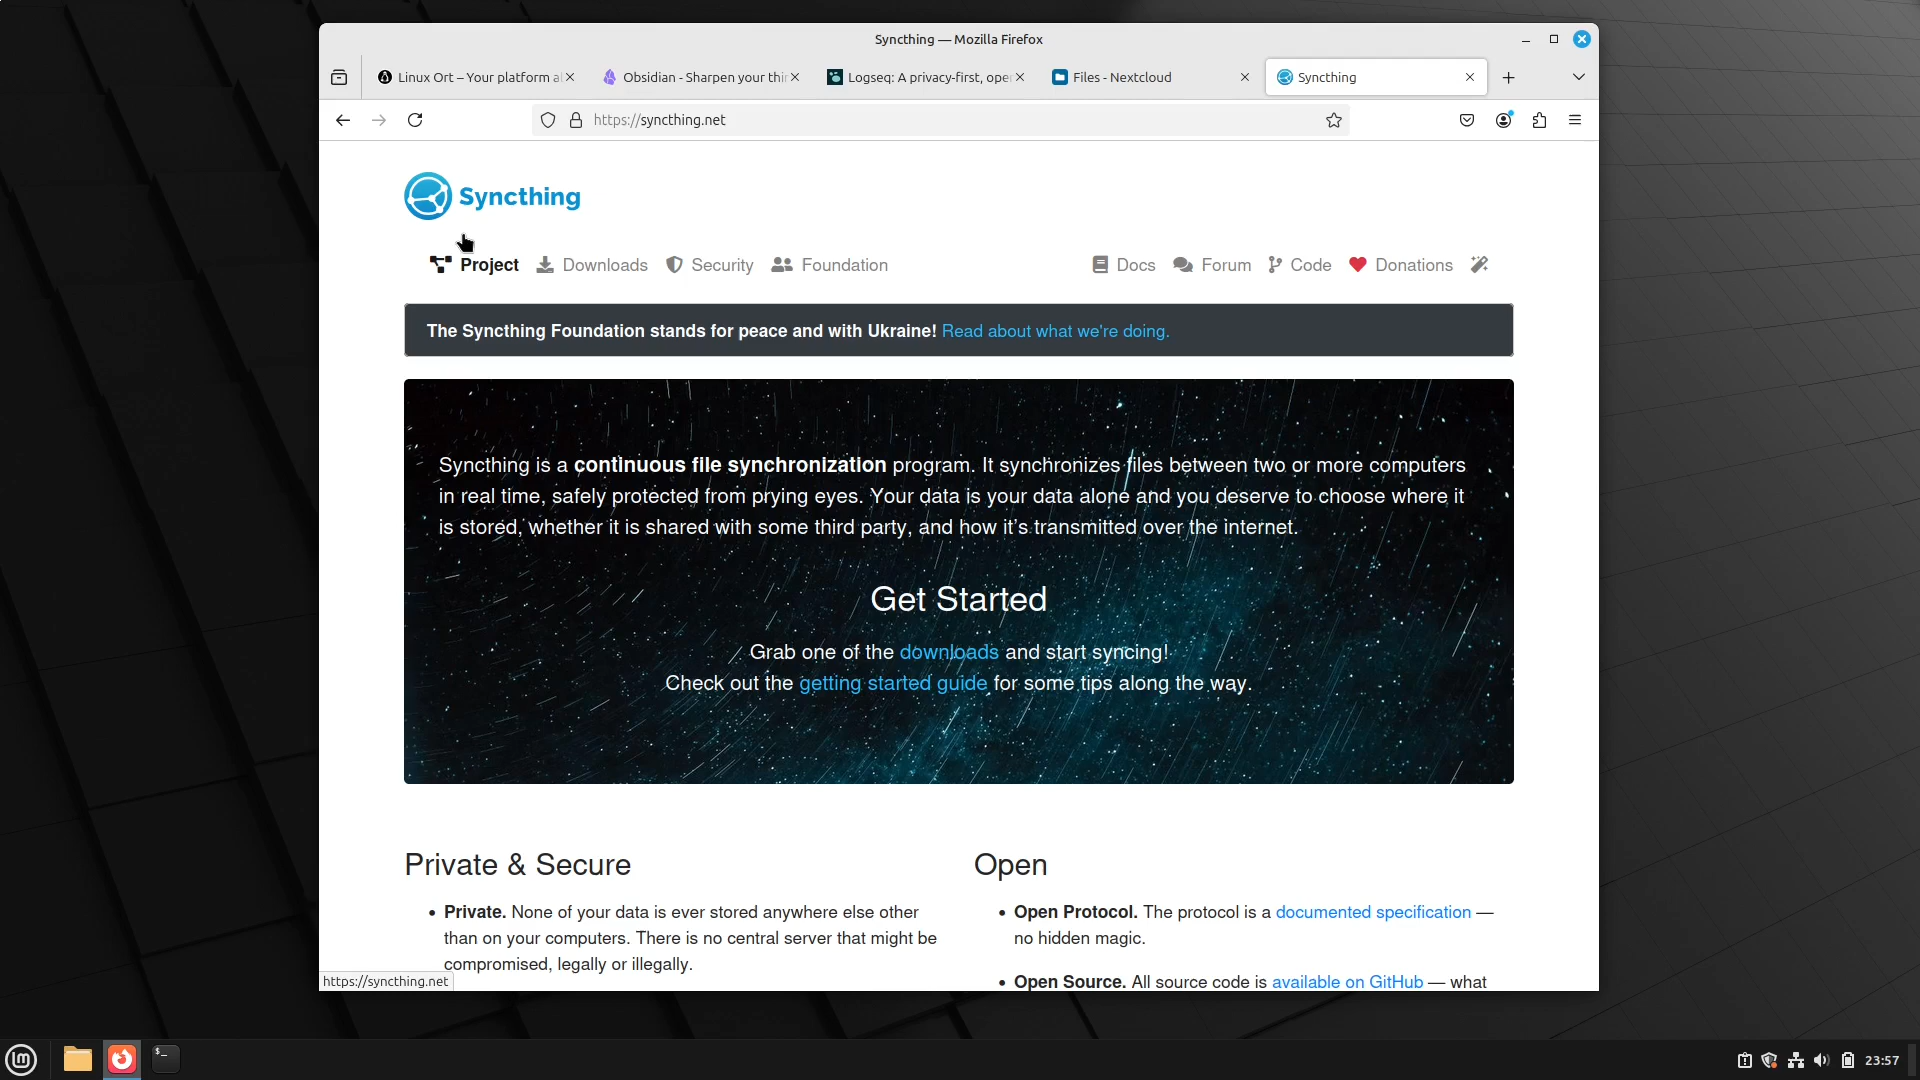 Syncthing — Mozilla Firefox
Linux Ort – Your platform a
Obsidian - Sharpen your thin
Logseq: A privacy-first, ope
Files - Nextcloud
Syncthing
https://syncthing.net
Syncthing
Project Downloads Security Foundation Docs Forum Code Donations
The Syncthing Foundation stands for peace and with Ukraine! Read about what we're doing.
Syncthing is a continuous file synchronization program. It synchronizes files between two or more computers
in real time, safely protected from prying eyes. Your data is your data alone and you deserve to choose where it
is stored, whether it is shared with some third party, and how it’s transmitted over the internet.
Get Started
Grab one of the downloads and start syncing!
Check out the getting started guide for some tips along the way.
Private & Secure
Private. None of your data is ever stored anywhere else other
than on your computers. There is no central server that might be
compromised, legally or illegally.
Open
Open Protocol. The protocol is a documented specification —
no hidden magic.
Open Source. All source code is available on GitHub — what
https://syncthing.net
23:57